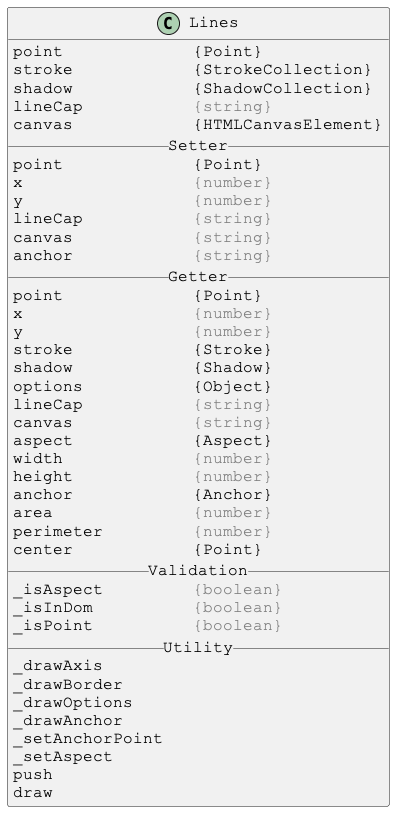 C Lines
point {Point}
stroke {StrokeCollection}
shadow {ShadowCollection}
lineCap {string}
canvas {HTMLCanvasElement}
Setter
point {Point}
x {number}
y {number}
lineCap {string}
canvas {string}
anchor {string}
Getter
point {Point}
x {number}
y {number}
stroke {Stroke}
shadow {Shadow}
options {Object}
lineCap {string}
canvas {string}
aspect {Aspect}
width {number}
height {number}
anchor {Anchor}
area {number}
perimeter {number}
center {Point}
Validation
_isAspect {boolean}
_isInDom {boolean}
_isPoint {boolean}
Utility
_drawAxis
_drawBorder
_drawOptions
_drawAnchor
_setAnchorPoint
_setAspect
push
draw